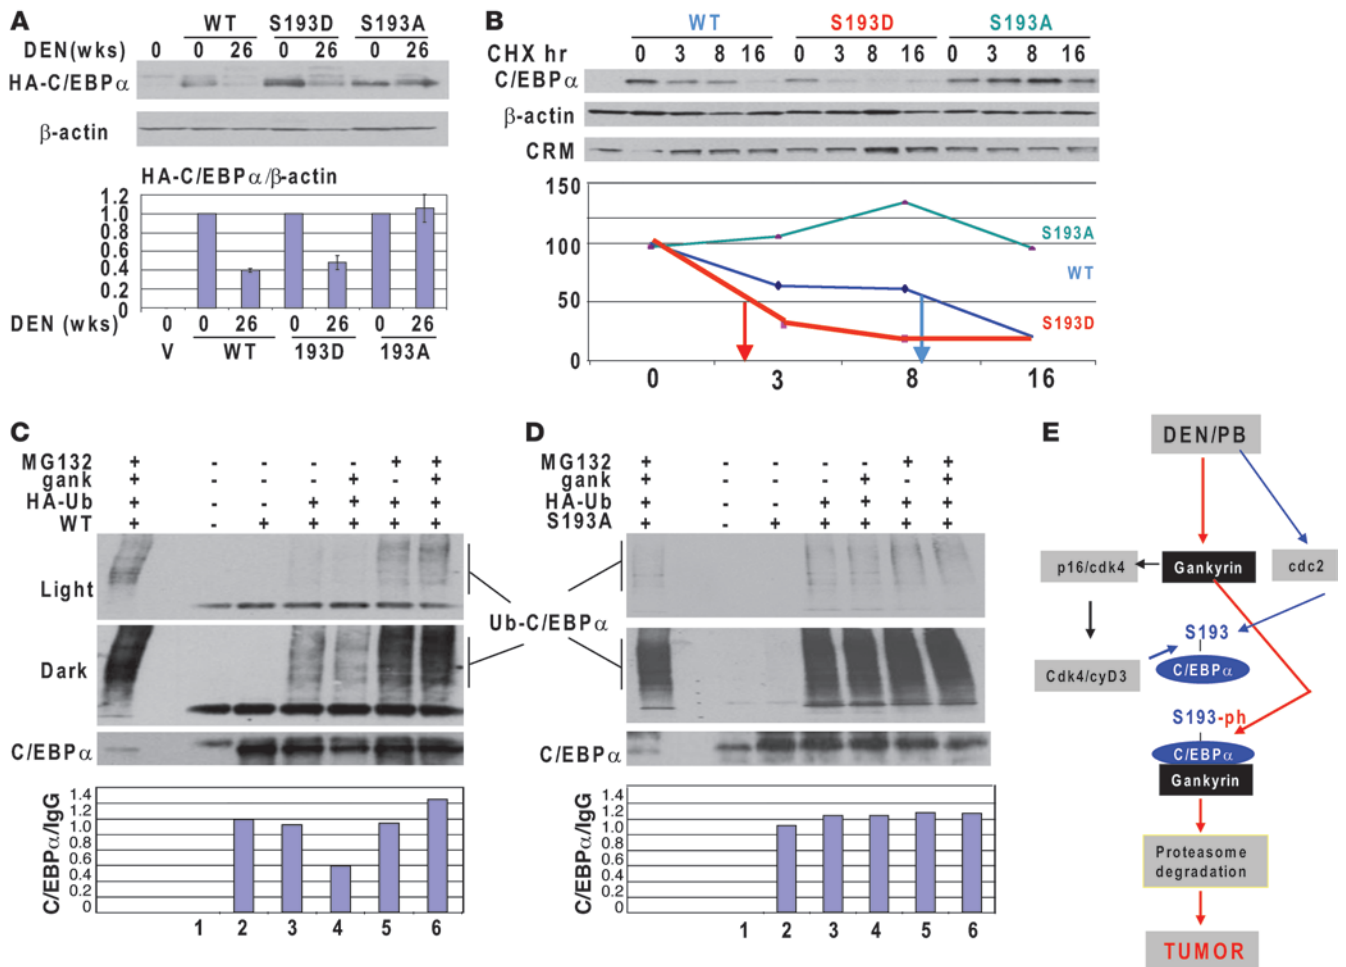 A
WT S193D S193A
DEN(wks) 0 0 26 0 26 0 26
HA-C/EBPα
β-actin
HA-C/EBPα/β-actin
1.2
1.0
0.8
0.6
0.4
0.2
0
DEN (wks) 0 0 26 0 26 0 26
V WT 193D 193A
B
WT S193D S193A
CHX hr 0 3 8 16 0 3 8 16 0 3 8 16
C/EBPα
β-actin
CRM
150
100
50
0
S193A
WT
S193D
0 3 8 16
C
MG132 + - - - - + +
gank + - - - + - +
HA-Ub + - - + + + +
WT + - + + + + +
Light
Dark
C/EBPα
Ub-C/EBPα
C/EBPα/IgG
1.4
1.2
1.0
0.8
0.6
0.4
0.2
0
1 2 3 4 5 6
D
MG132 + - - - - + +
gank + - - - + - +
HA-Ub + - - + + + +
S193A + - + + + + +
C/EBPα
C/EBPα/IgG
1.4
1.2
1.0
0.8
0.6
0.4
0.2
0
1 2 3 4 5 6
E
DEN/PB
p16/cdk4
Gankyrin
cdc2
S193
C/EBPα
Cdk4/cyD3
S193-ph
C/EBPα
Gankyrin
Proteasome
degradation
TUMOR